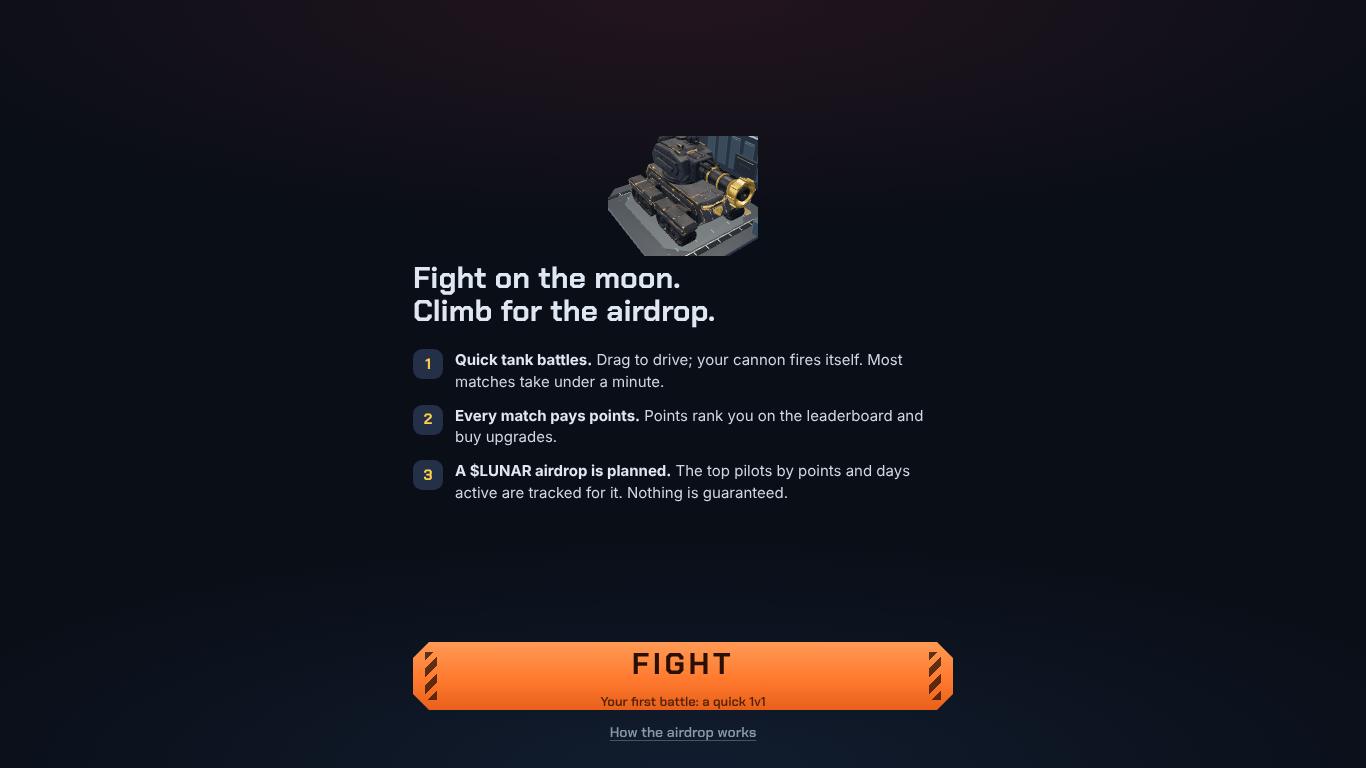 Fight on the moon.
Climb for the airdrop.
1
Quick tank battles. Drag to drive; your cannon fires itself. Most
matches take under a minute.
2
Every match pays points. Points rank you on the leaderboard and
buy upgrades.
3
A $LUNAR airdrop is planned. The top pilots by points and days
active are tracked for it. Nothing is guaranteed.
FIGHT
Your first battle: a quick 1v1
How the airdrop works